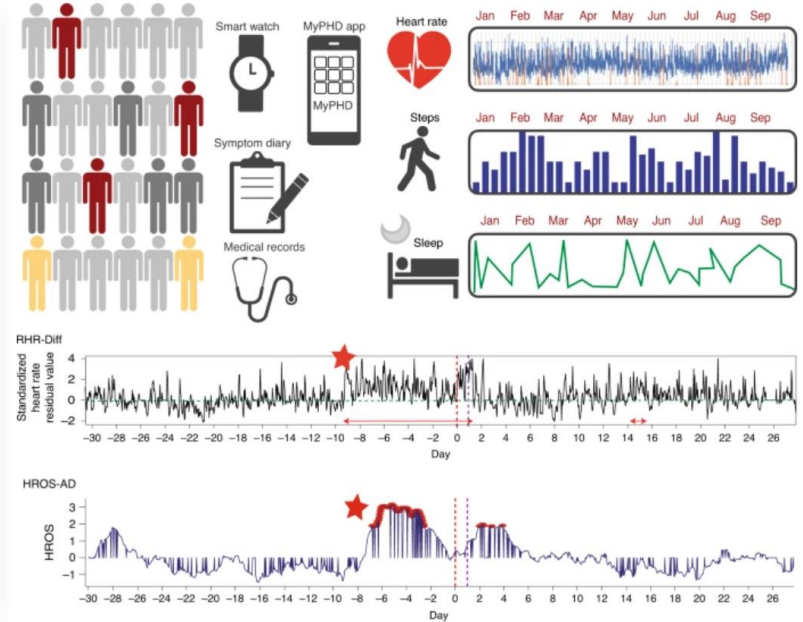 Smart watch
MyPHD app
MyPHD
Symptom diary
Medical records
Heart rate
Jan Feb Mar Apr May Jun Jul Aug Sep
Steps
Jan Feb Mar Apr May Jun Jul Aug Sep
Sleep
Jan Feb Mar Apr May Jun Jul Aug Sep
RHR-Diff
Standardized
heart rate
residual value
4
2
0
−2
−30 −28 −26 −24 −22 −20 −18 −16 −14 −12 −10 −8 −6 −4 −2 0 2 4 6 8 10 12 14 16 18 20 22 24 26
Day
HROS-AD
HROS
3
2
1
0
−1
−30 −28 −26 −24 −22 −20 −18 −16 −14 −12 −10 −8 −6 −4 −2 0 2 4 6 8 10 12 14 16 18 20 22 24 26
Day